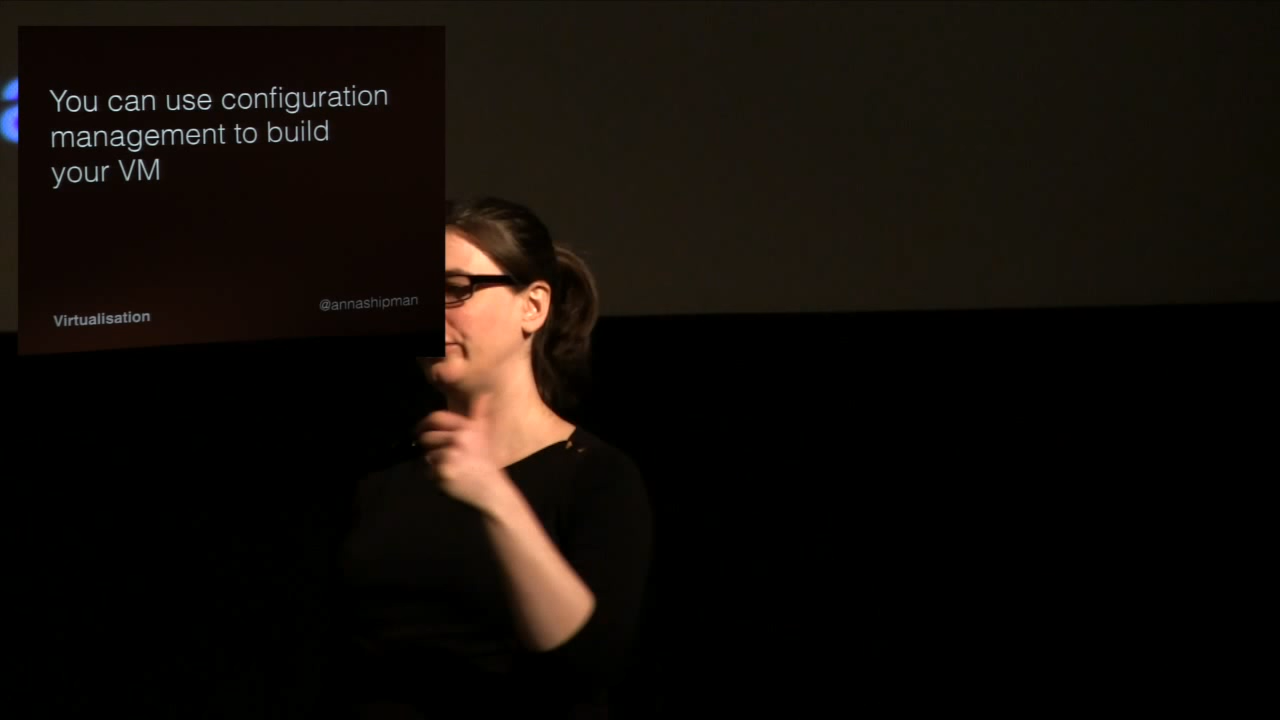 You can use configuration
management to build
your VM
Virtualisation
@annashipman